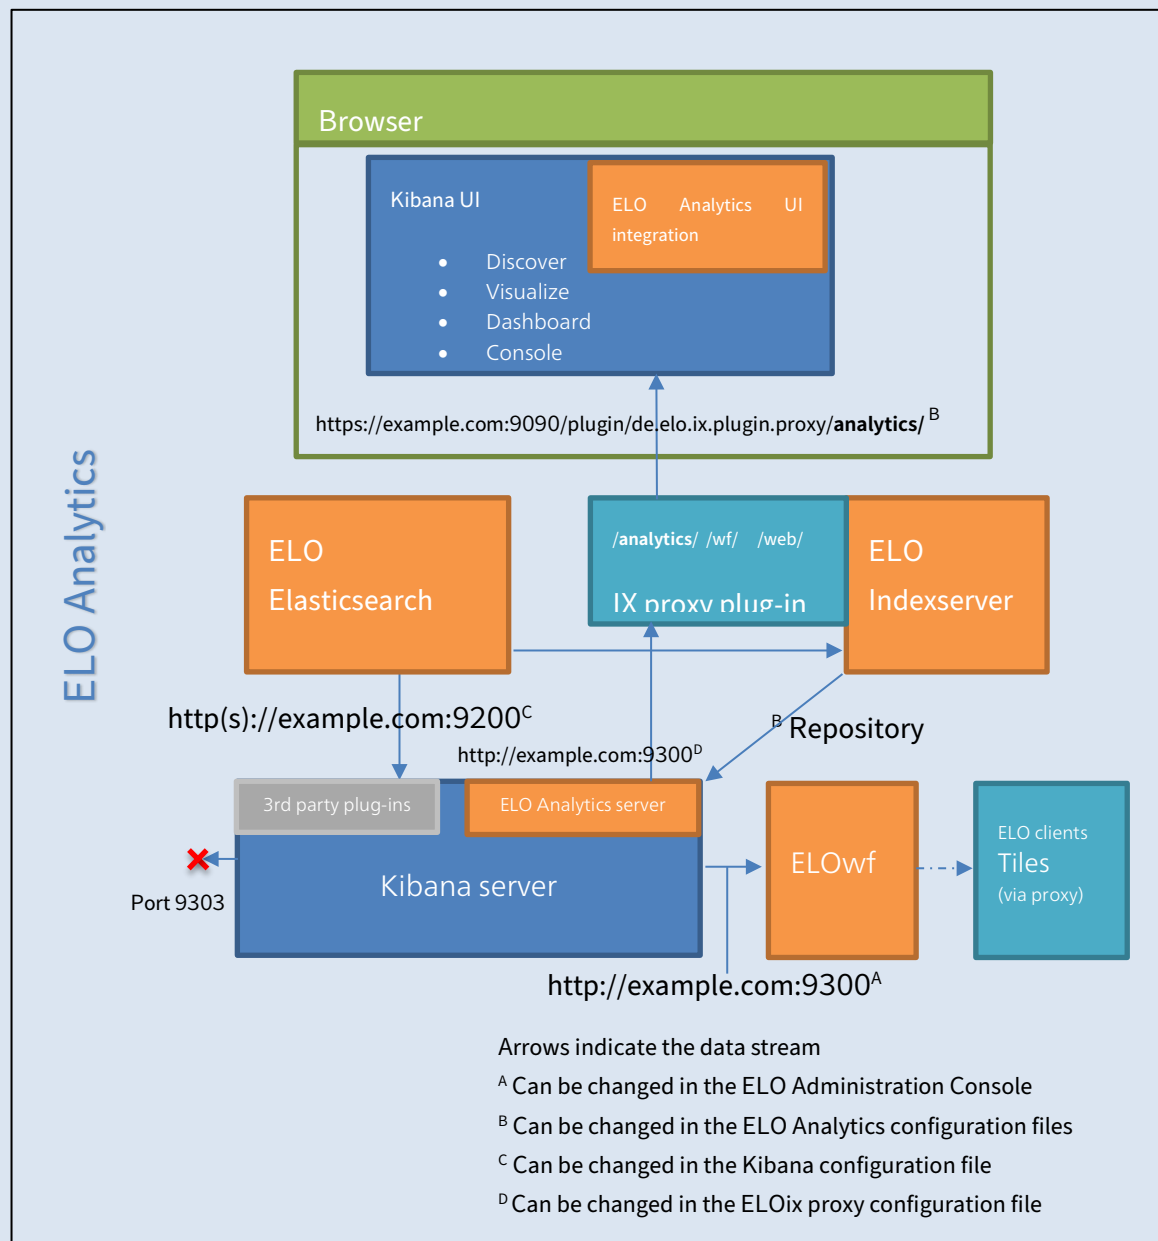 ELO Analytics
Browser
Kibana UI
ELO Analytics UI
integration
• Discover
• Visualize
• Dashboard
• Console
https://example.com:9090/plugin/de.elo.ix.plugin.proxy/analytics/ B
ELO
Elasticsearch
/analytics/ /wf/ /web/
IX proxy plug-in
ELO
Indexserver
http(s)://example.com:9200C
B Repository
http://example.com:9300D
3rd party plug-ins
ELO Analytics server
Kibana server
Port 9303
ELOwf
ELO clients
Tiles
(via proxy)
http://example.com:9300A
Arrows indicate the data stream
A Can be changed in the ELO Administration Console
B Can be changed in the ELO Analytics configuration files
C Can be changed in the Kibana configuration file
D Can be changed in the ELOix proxy configuration file